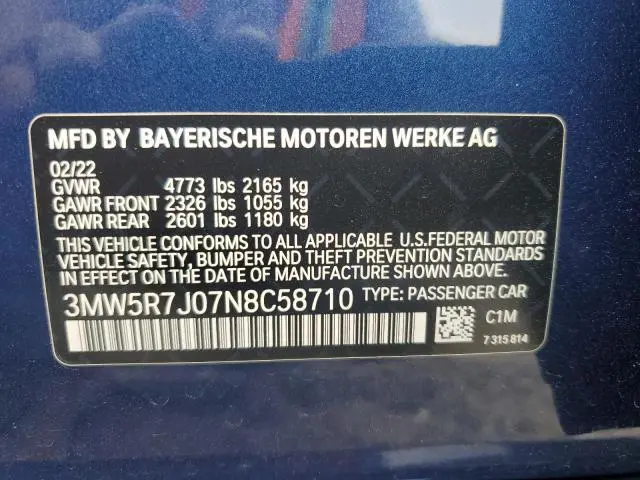 MFD BY BAYERISCHE MOTOREN WERKE AG
02/22
GVWR 4773 lbs 2165 kg
GAWR FRONT 2326 lbs 1055 kg
GAWR REAR 2601 lbs 1180 kg
THIS VEHICLE CONFORMS TO ALL APPLICABLE U.S.FEDERAL MOTOR
VEHICLE SAFETY, BUMPER AND THEFT PREVENTION STANDARDS
IN EFFECT ON THE DATE OF MANUFACTURE SHOWN ABOVE.
3MW5R7J07N8C58710 TYPE: PASSENGER CAR
C1M
7315814